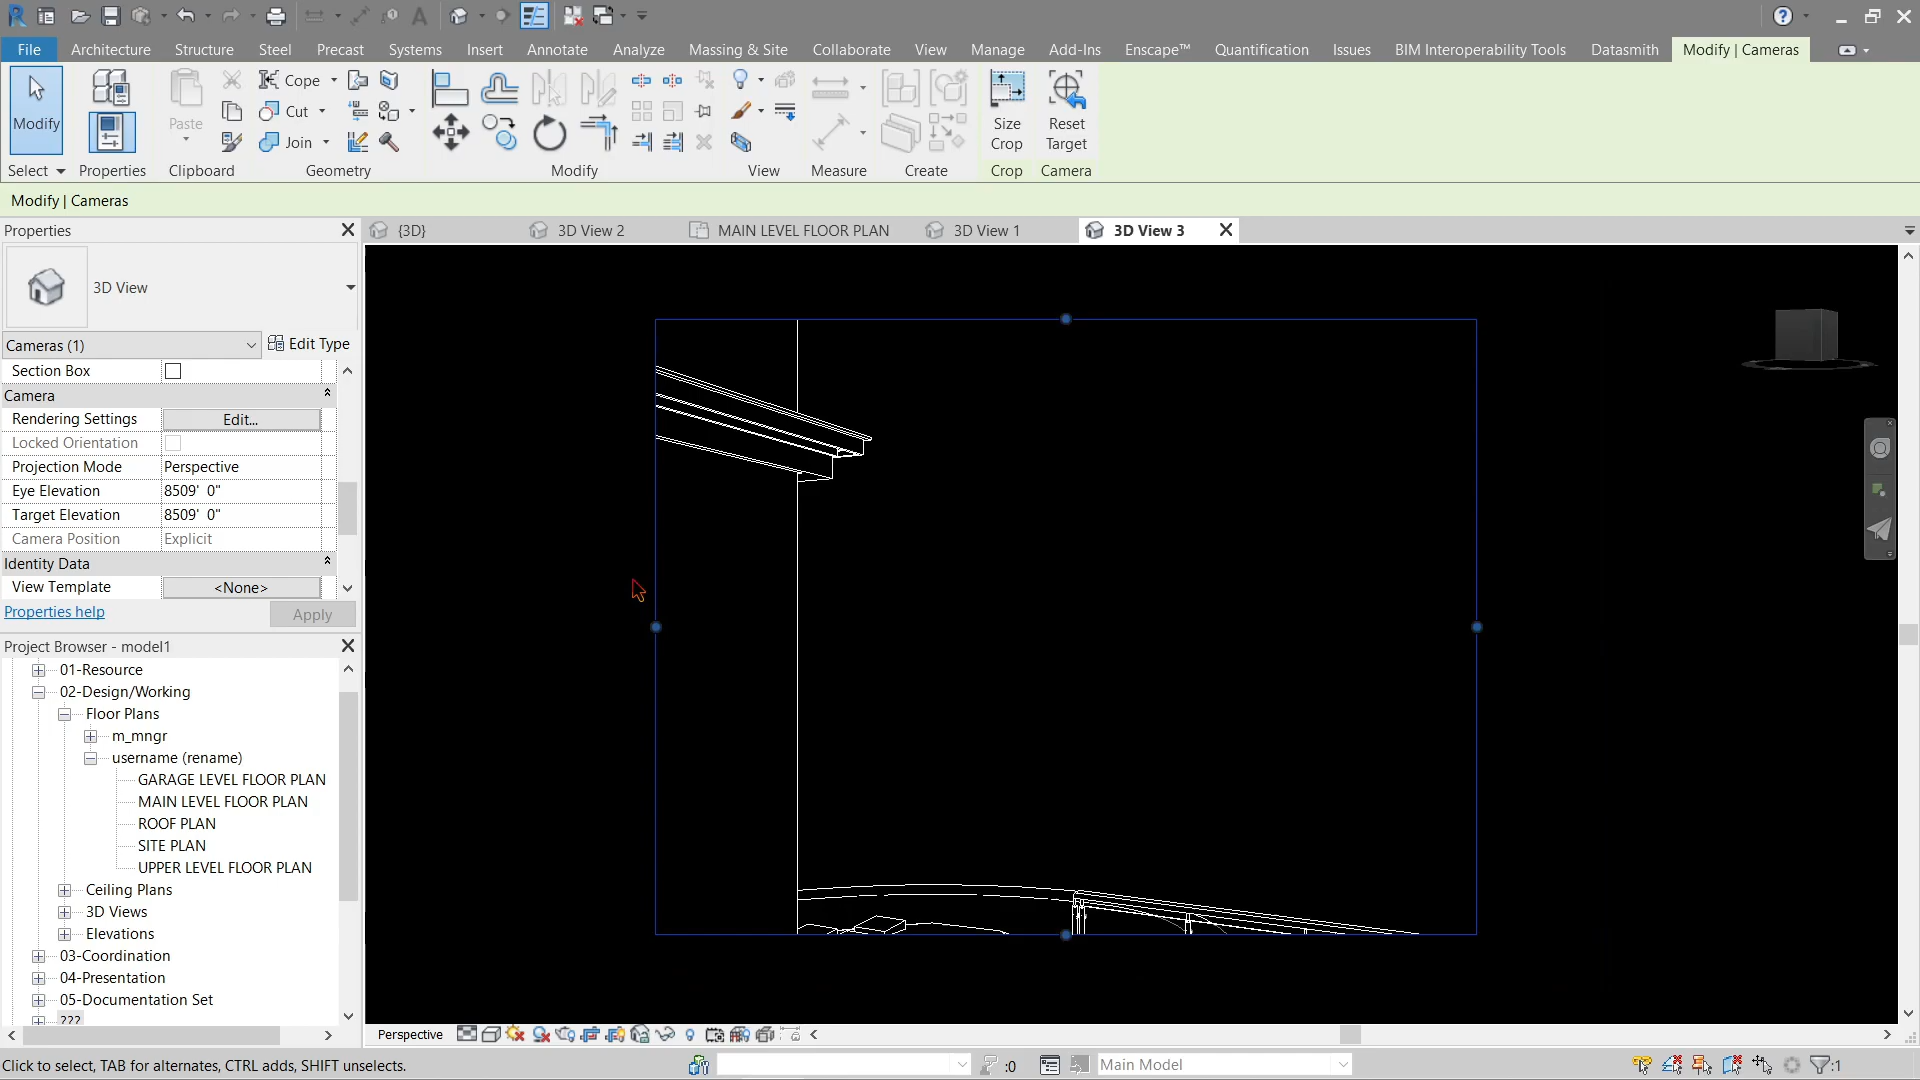 File
Architecture
Structure
Steel
Precast
Systems
Insert
Annotate
Analyze
Massing & Site
Collaborate
View
Manage
Add-Ins
Enscape™
Quantification
Issues
BIM Interoperability Tools
Datasmith
Modify | Cameras
Modify
Paste
Cope
Cut
Join
Size
Crop
Reset
Target
Select
Properties
Clipboard
Geometry
Modify
View
Measure
Create
Crop
Camera
Modify | Cameras
Properties
{3D}
3D View 2
MAIN LEVEL FLOOR PLAN
3D View 1
3D View 3
3D View
Cameras (1)
Edit Type
Section Box
Camera
Rendering Settings
Edit...
Locked Orientation
Projection Mode
Perspective
Eye Elevation
8509' 0"
Target Elevation
8509' 0"
Camera Position
Explicit
Identity Data
View Template
<None>
Properties help
Apply
Project Browser - model1
01-Resource
02-Design/Working
Floor Plans
m_mngr
username (rename)
GARAGE LEVEL FLOOR PLAN
MAIN LEVEL FLOOR PLAN
ROOF PLAN
SITE PLAN
UPPER LEVEL FLOOR PLAN
Ceiling Plans
3D Views
Elevations
03-Coordination
04-Presentation
05-Documentation Set
???
Perspective
Click to select, TAB for alternates, CTRL adds, SHIFT unselects.
:0
Main Model
:1